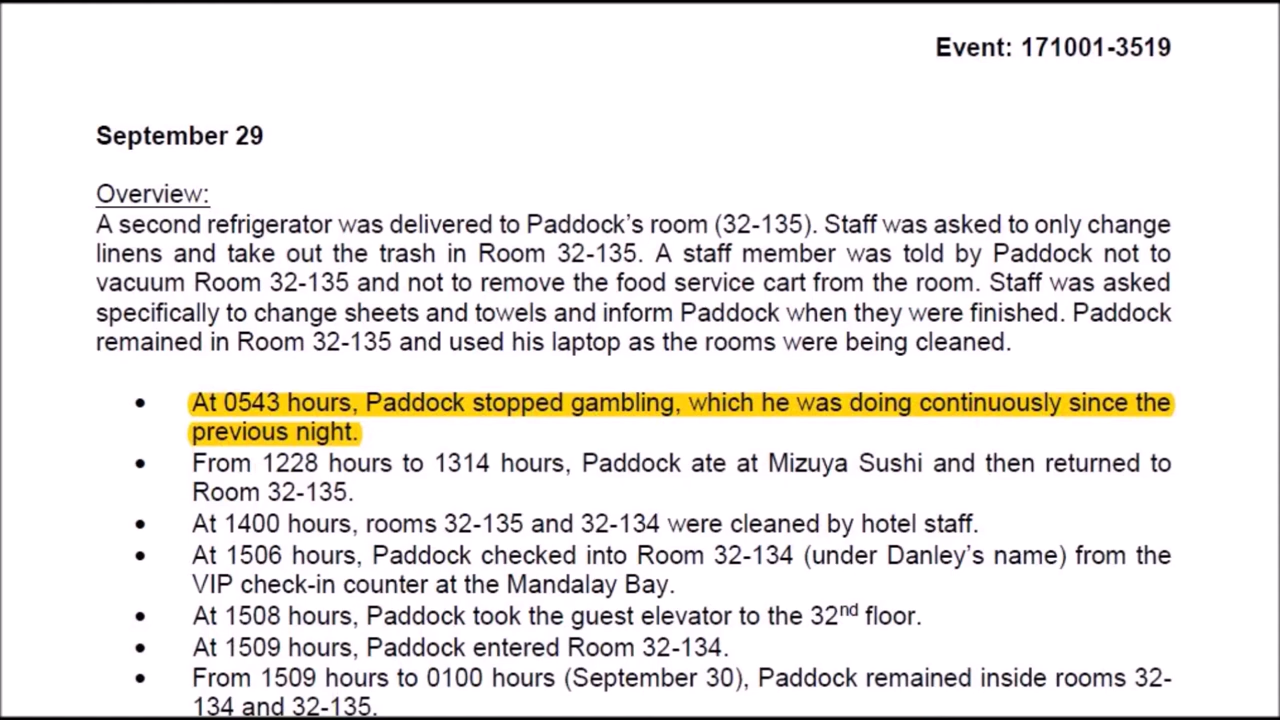 Event: 171001-3519
September 29
Overview:
A second refrigerator was delivered to Paddock’s room (32-135). Staff was asked to only change
linens and take out the trash in Room 32-135. A staff member was told by Paddock not to
vacuum Room 32-135 and not to remove the food service cart from the room. Staff was asked
specifically to change sheets and towels and inform Paddock when they were finished. Paddock
remained in Room 32-135 and used his laptop as the rooms were being cleaned.
• At 0543 hours, Paddock stopped gambling, which he was doing continuously since the
previous night.
• From 1228 hours to 1314 hours, Paddock ate at Mizuya Sushi and then returned to
Room 32-135.
• At 1400 hours, rooms 32-135 and 32-134 were cleaned by hotel staff.
• At 1506 hours, Paddock checked into Room 32-134 (under Danley’s name) from the
VIP check-in counter at the Mandalay Bay.
• At 1508 hours, Paddock took the guest elevator to the 32nd floor.
• At 1509 hours, Paddock entered Room 32-134.
• From 1509 hours to 0100 hours (September 30), Paddock remained inside rooms 32-
134 and 32-135.